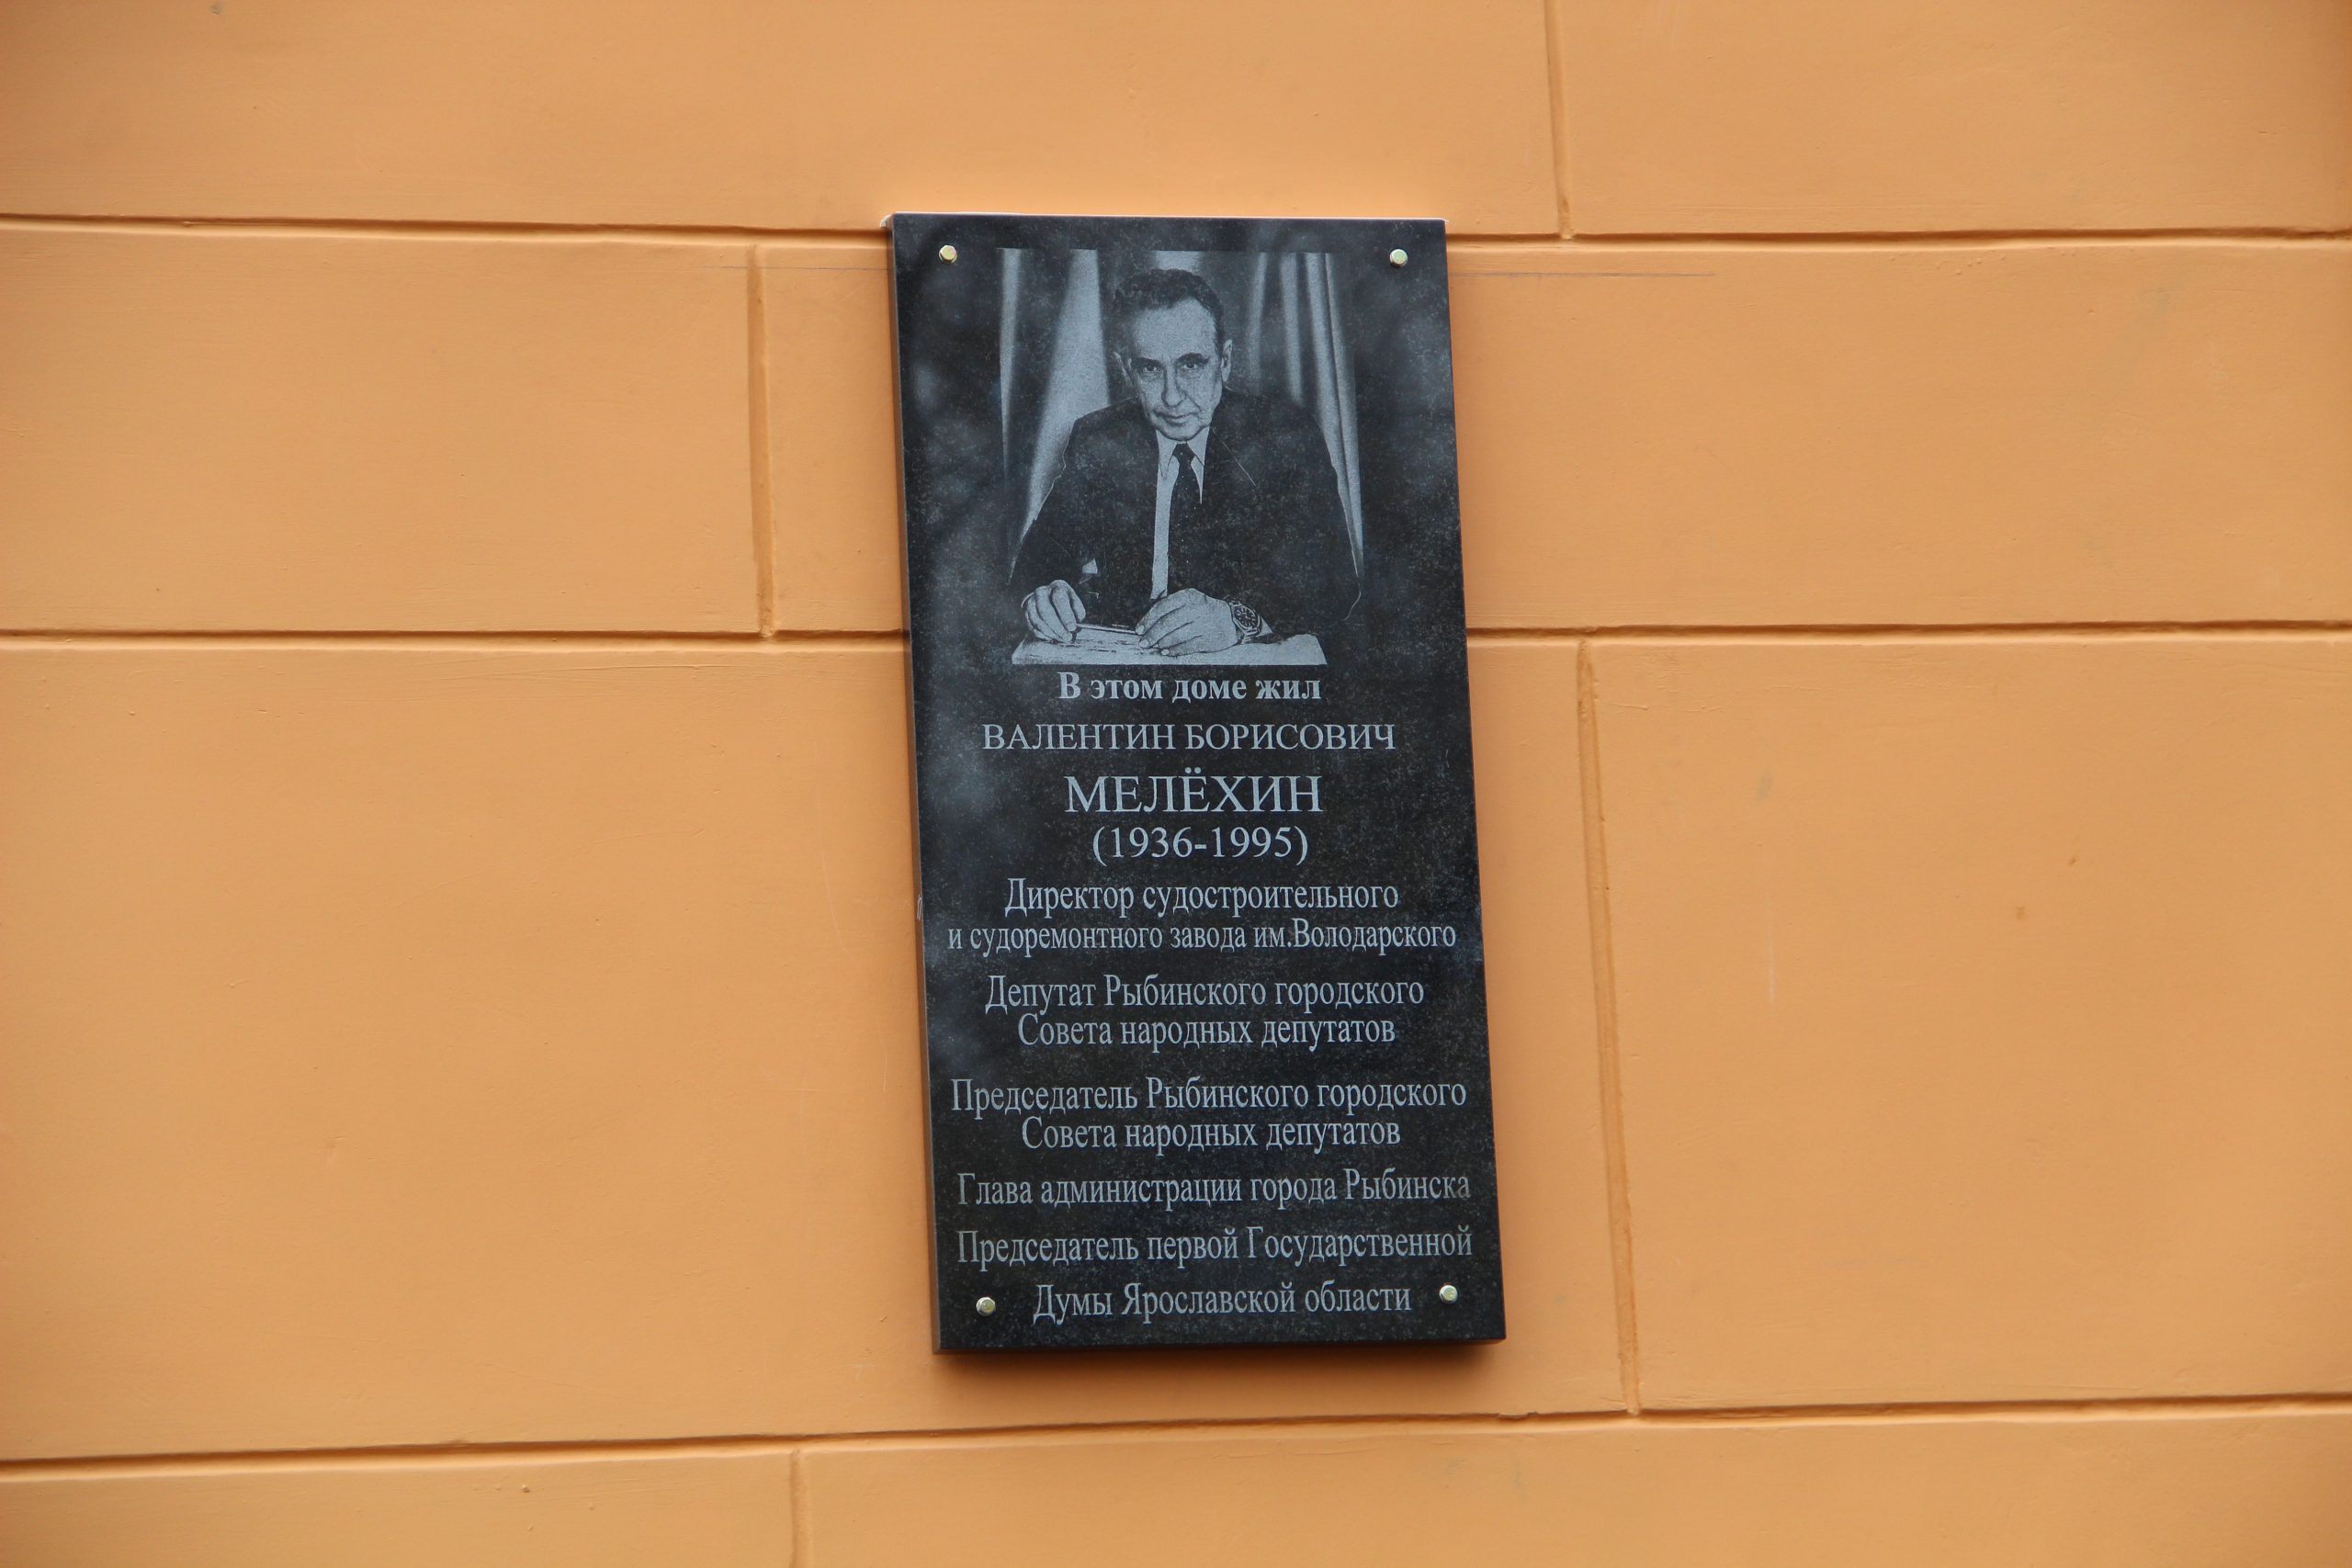 В этом доме жил
ВАЛЕНТИН БОРИСОВИЧ
МЕЛЁХИН
(1936-1995)
Директор судостроительного
и судоремонтного завода им.Володарского
Депутат Рыбинского городского
Совета народных депутатов
Председатель Рыбинского городского
Совета народных депутатов
Глава администрации города Рыбинска
Председатель первой Государственной
Думы Ярославской области